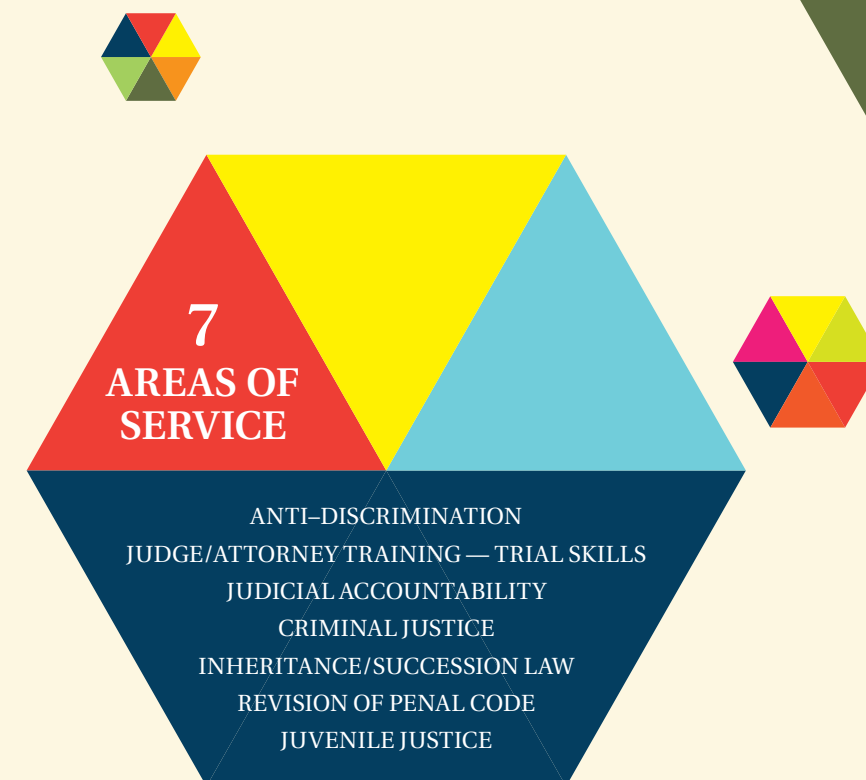 7
AREAS OF
SERVICE
ANTI–DISCRIMINATION
JUDGE/ATTORNEY TRAINING — TRIAL SKILLS
JUDICIAL ACCOUNTABILITY
CRIMINAL JUSTICE
INHERITANCE/SUCCESSION LAW
REVISION OF PENAL CODE
JUVENILE JUSTICE